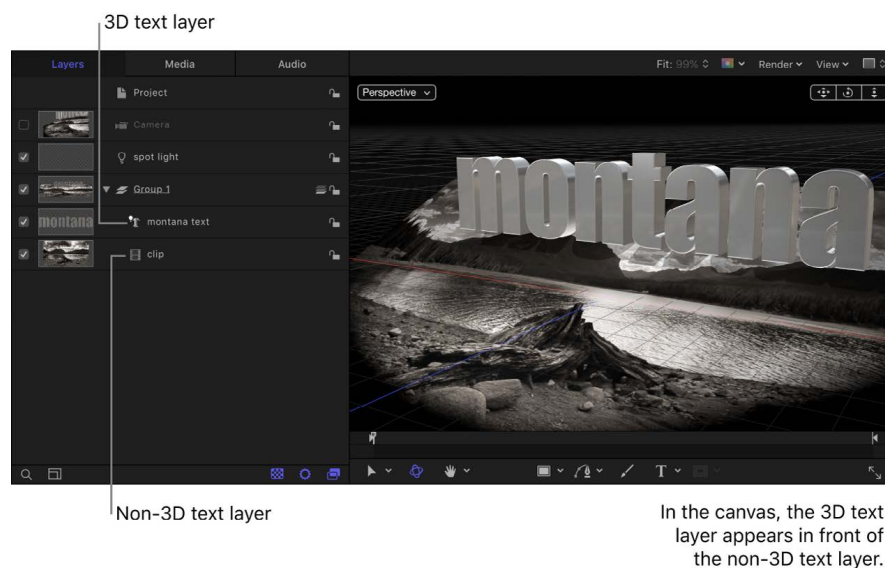 3D text layer
Layers
Media
Audio
Fit: 99%
Render
View
Project
Perspective
Camera
spot light
Group 1
montana
montana text
clip
montana
T
Non-3D text layer
In the canvas, the 3D text
layer appears in front of
the non-3D text layer.